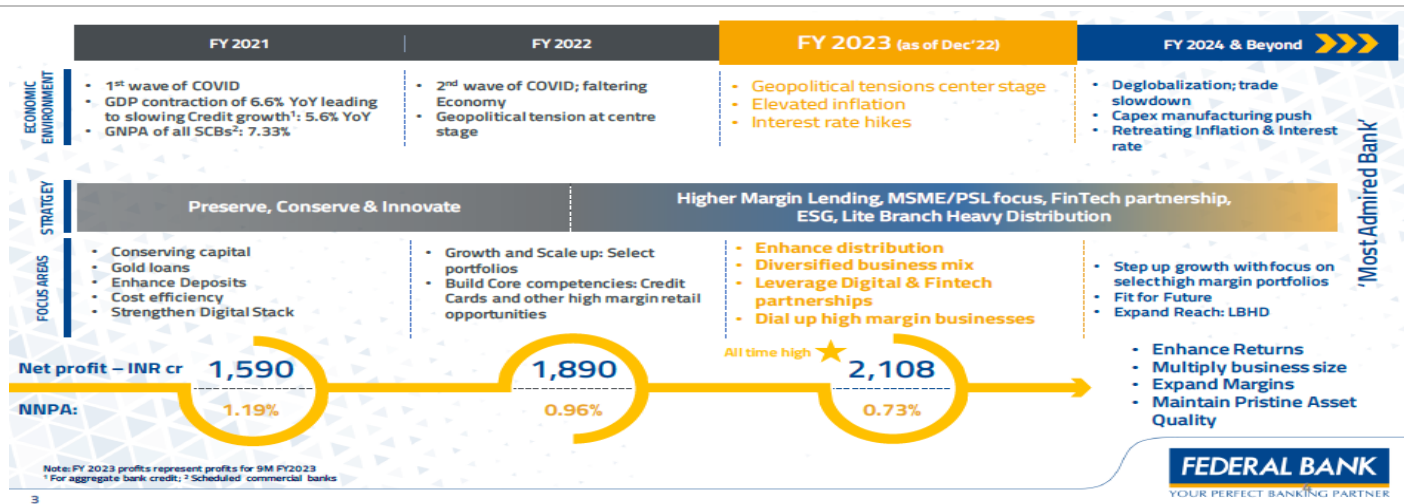 FY 2021
FY 2022
FY 2023 (as of Dec'22)
FY 2024 & Beyond
ECONOMIC
ENVIRONMENT
• 1st wave of COVID
• GDP contraction of 6.6% YoY leading
to slowing Credit growth¹: 5.6% YoY
• GNPA of all SCBs²: 7.33%
• 2nd wave of COVID; faltering
Economy
• Geopolitical tension at centre
stage
• Geopolitical tensions center stage
• Elevated inflation
• Interest rate hikes
• Deglobalization; trade
slowdown
• Capex manufacturing push
• Retreating Inflation & Interest
rate
'Most Admired Bank'
STRATGEY
Preserve, Conserve & Innovate
Higher Margin Lending, MSME/PSL focus, FinTech partnership,
ESG, Lite Branch Heavy Distribution
FOCUS AREAS
• Conserving capital
• Gold loans
• Enhance Deposits
• Cost efficiency
• Strengthen Digital Stack
• Growth and Scale up: Select
portfolios
• Build Core competencies: Credit
Cards and other high margin retail
opportunities
• Enhance distribution
• Diversified business mix
• Leverage Digital & Fintech
partnerships
• Dial up high margin businesses
• Step up growth with focus on
select high margin portfolios
• Fit for Future
• Expand Reach: LBHD
Net profit – INR cr
1,590
1,890
All time high
2,108
NNPA:
1.19%
0.96%
0.73%
• Enhance Returns
• Multiply business size
• Expand Margins
• Maintain Pristine Asset
Quality
Note: FY 2023 profits represent profits for 9M FY2023
¹ For aggregate bank credit; ² Scheduled commercial banks
3
FEDERAL BANK
YOUR PERFECT BANKING PARTNER